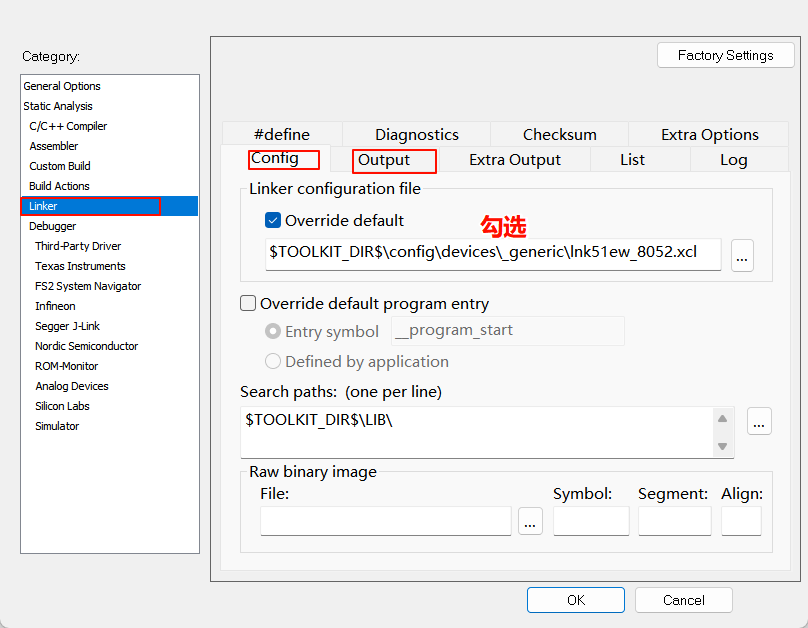 Category:
General Options
Static Analysis
C/C++ Compiler
Assembler
Custom Build
Build Actions
Linker
Debugger
Third-Party Driver
Texas Instruments
FS2 System Navigator
Infineon
Segger J-Link
Nordic Semiconductor
ROM-Monitor
Analog Devices
Silicon Labs
Simulator
Factory Settings
#define Diagnostics Checksum Extra Options
Config Output Extra Output List Log
Linker configuration file
Override default
勾选
$TOOLKIT_DIR$\config\devices\_generic\lnk51ew_8052.xcl
...
Override default program entry
Entry symbol __program_start
Defined by application
Search paths: (one per line)
$TOOLKIT_DIR$\LIB\
...
Raw binary image
File: Symbol: Segment: Align:
...
OK Cancel